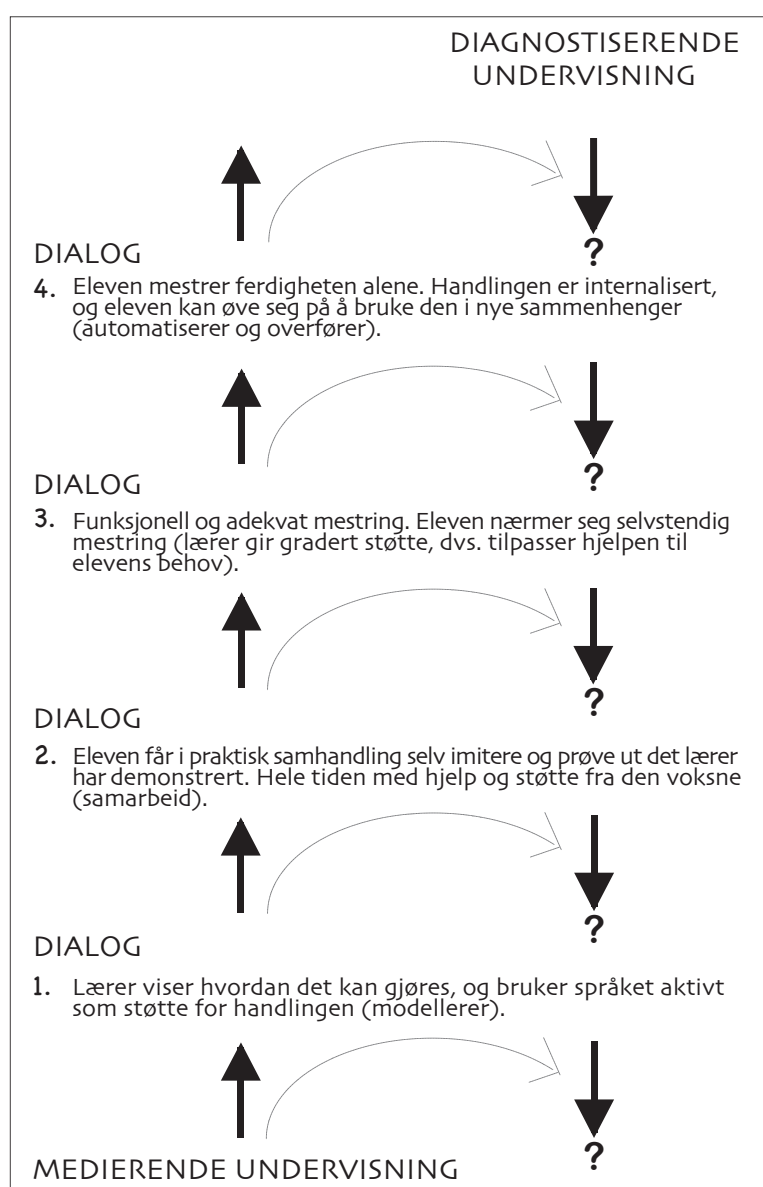 DIAGNOSTISERENDE
UNDERVISNING
?
DIALOG
4. Eleven mestrer ferdigheten alene. Handlingen er internalisert,
og eleven kan øve seg på å bruke den i nye sammenhenger
(automatiserer og overfører).
?
DIALOG
3. Funksjonell og adekvat mestring. Eleven nærmer seg selvstendig
mestring (lærer gir gradert støtte, dvs. tilpasser hjelpen til
elevens behov).
?
DIALOG
2. Eleven får i praktisk samhandling selv imitere og prøve ut det lærer
har demonstrert. Hele tiden med hjelp og støtte fra den voksne
(samarbeid).
?
DIALOG
1. Lærer viser hvordan det kan gjøres, og bruker språket aktivt
som støtte for handlingen (modellerer).
?
MEDIERENDE UNDERVISNING